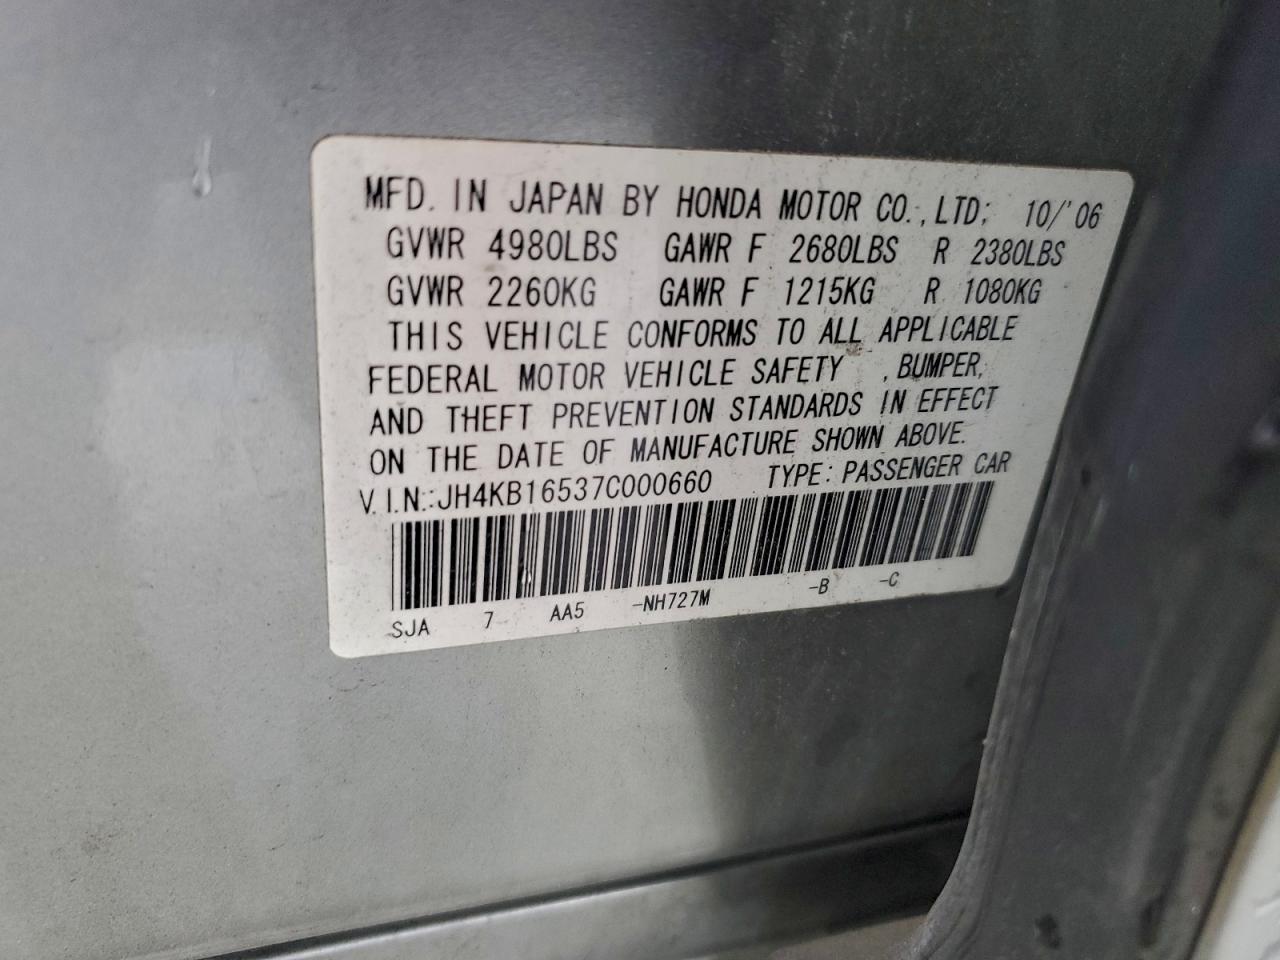 MFD. IN JAPAN BY HONDA MOTOR CO., LTD; 10/'06
GVWR 4980LBS GAWR F 2680LBS R 2380LBS
GVWR 2260KG GAWR F 1215KG R 1080KG
THIS VEHICLE CONFORMS TO ALL APPLICABLE
FEDERAL MOTOR VEHICLE SAFETY , BUMPER,
AND THEFT PREVENTION STANDARDS IN EFFECT
ON THE DATE OF MANUFACTURE SHOWN ABOVE.
V.I.N.:JH4KB16537C000660 TYPE: PASSENGER CAR
SJA 7 AA5 -NH727M -B -C